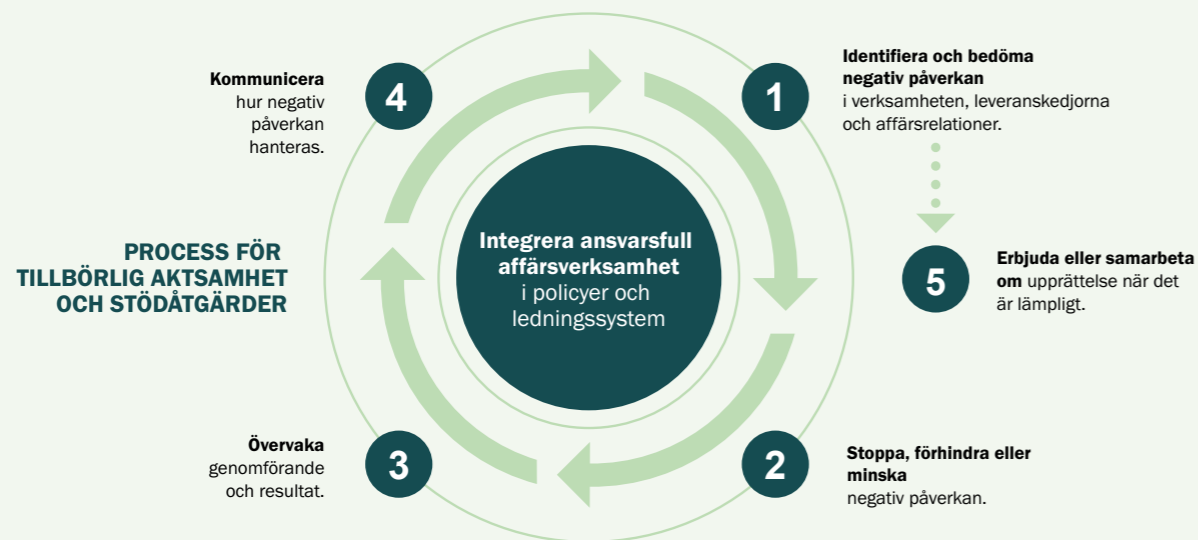 PROCESS FÖR
TILLBÖRLIG AKTSAMHET
OCH STÖDÅTGÄRDER
Integrera ansvarsfull
affärsverksamhet
i policyer och
ledningssystem
1
Identifiera och bedöma
negativ påverkan
i verksamheten, leveranskedjorna
och affärsrelationer.
2
Stoppa, förhindra eller
minska
negativ påverkan.
3
Övervaka
genomförande
och resultat.
4
Kommunicera
hur negativ
påverkan
hanteras.
5
Erbjuda eller samarbeta
om upprättelse när det
är lämpligt.